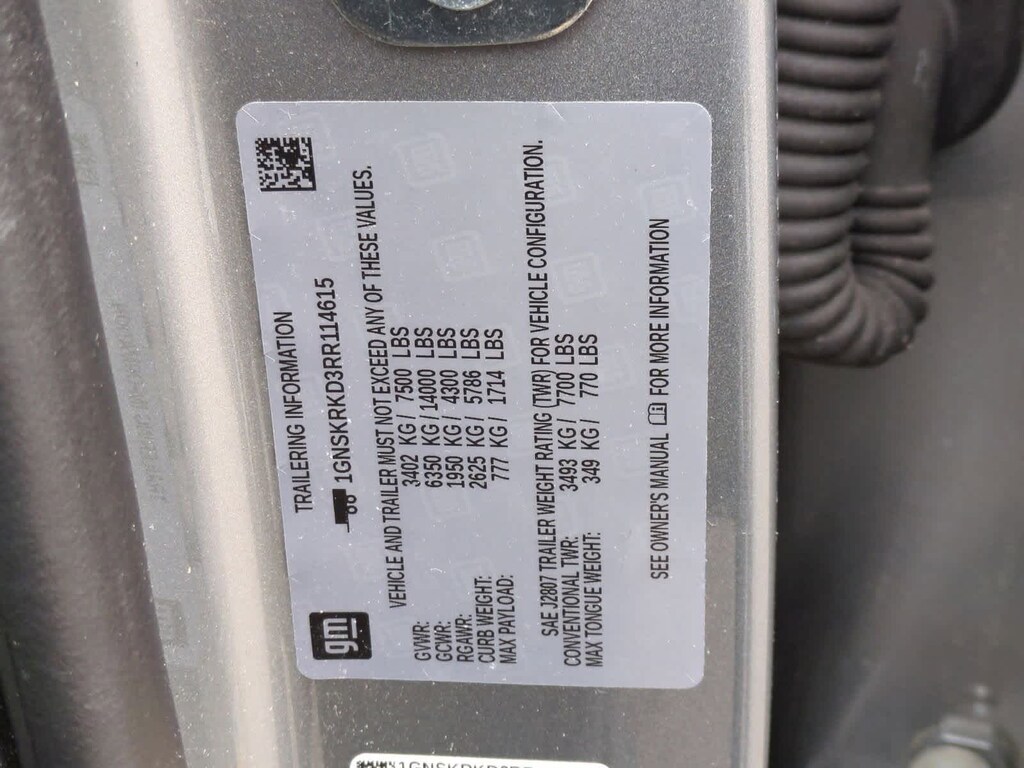 gm
TRAILERING INFORMATION
1GNSKRKD3RR114615
VEHICLE AND TRAILER MUST NOT EXCEED ANY OF THESE VALUES.
GVWR: 3402 KG / 7500 LBS
GCWR: 6350 KG / 14000 LBS
RGAWR: 1950 KG / 4300 LBS
CURB WEIGHT: 2625 KG / 5786 LBS
MAX PAYLOAD: 777 KG / 1714 LBS
SAE J2807 TRAILER WEIGHT RATING (TWR) FOR VEHICLE CONFIGURATION.
CONVENTIONAL TWR: 3493 KG / 7700 LBS
MAX TONGUE WEIGHT: 349 KG / 770 LBS
SEE OWNER'S MANUAL FOR MORE INFORMATION